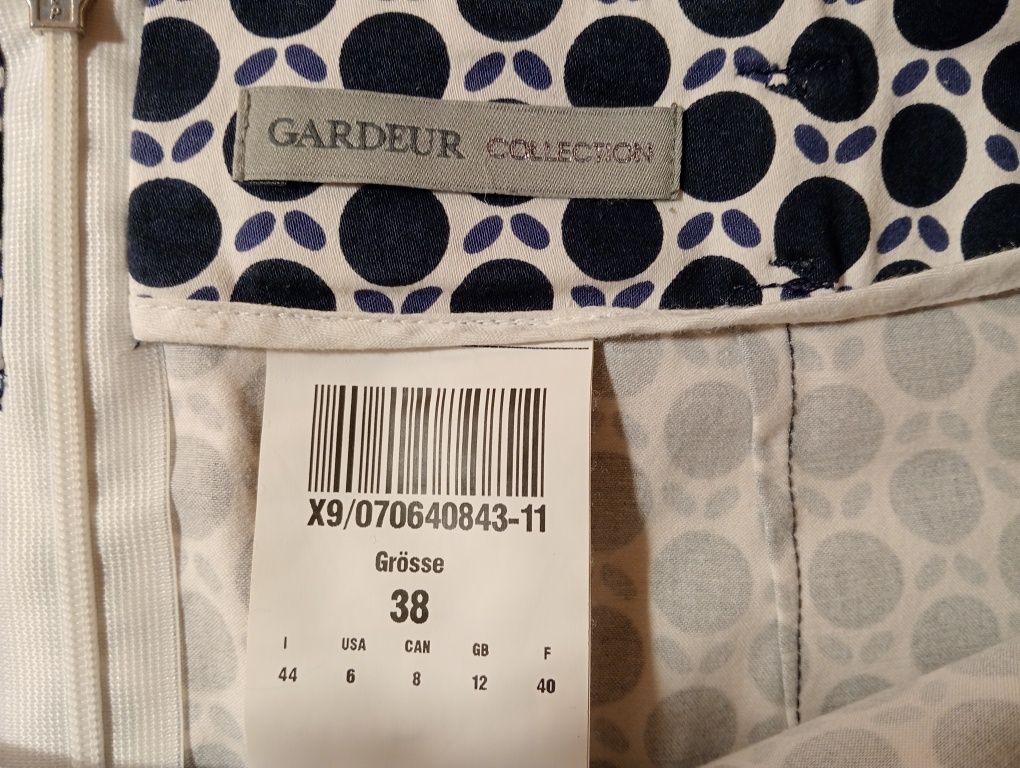 GARDEUR COLLECTION
X9/070640843-11
Grösse
38
I USA CAN GB F
44 6 8 12 40